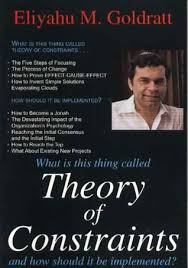 Eliyahu M. Goldratt
WHAT IS THIS THING CALLED
THEORY OF CONSTRAINTS...
• The Five Steps of Focusing
• The Process of Change
• How to Prove EFFECT-CAUSE-EFFECT
• How to Invent Simple Solutions
Evaporating Clouds
HOW SHOULD IT BE IMPLEMENTED?
• How to Become a Jonah
• The Devastating Impact of the
Organization's Psychology
• Reaching the Initial Consensus
and the Initial Step
• How to Reach the Top
• What About Existing New Projects
What is this thing called
Theory
of
Constraints
and how should it be implemented?